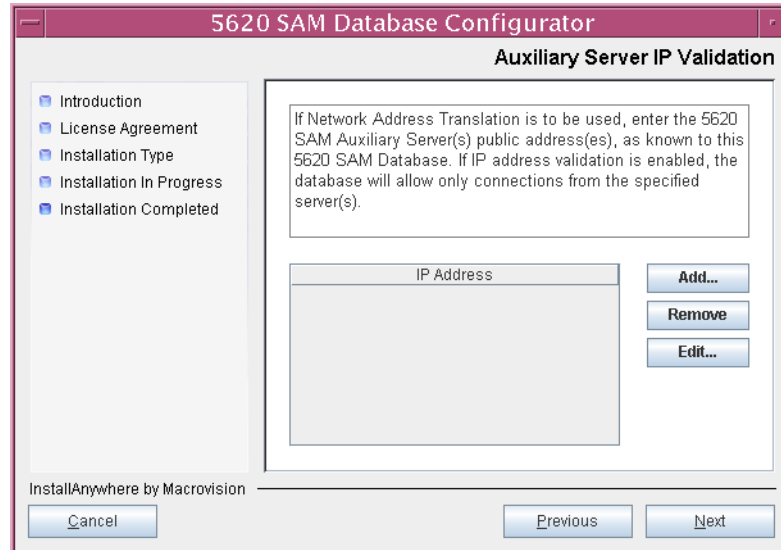 5620 SAM Database Configurator
Auxiliary Server IP Validation
Introduction
License Agreement
Installation Type
Installation In Progress
Installation Completed
If Network Address Translation is to be used, enter the 5620
SAM Auxiliary Server(s) public address(es), as known to this
5620 SAM Database. If IP address validation is enabled, the
database will allow only connections from the specified
server(s).
IP Address
Add...
Remove
Edit...
InstallAnywhere by Macrovision
Cancel
Previous
Next